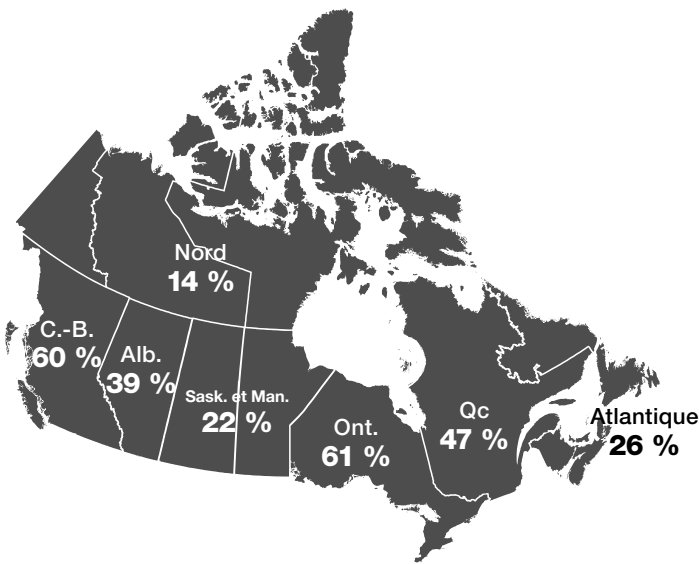 Nord
14 %
C.-B.
60 %
Alb.
39 %
Sask. et Man.
22 %
Ont.
61 %
Qc
47 %
Atlantique
26 %